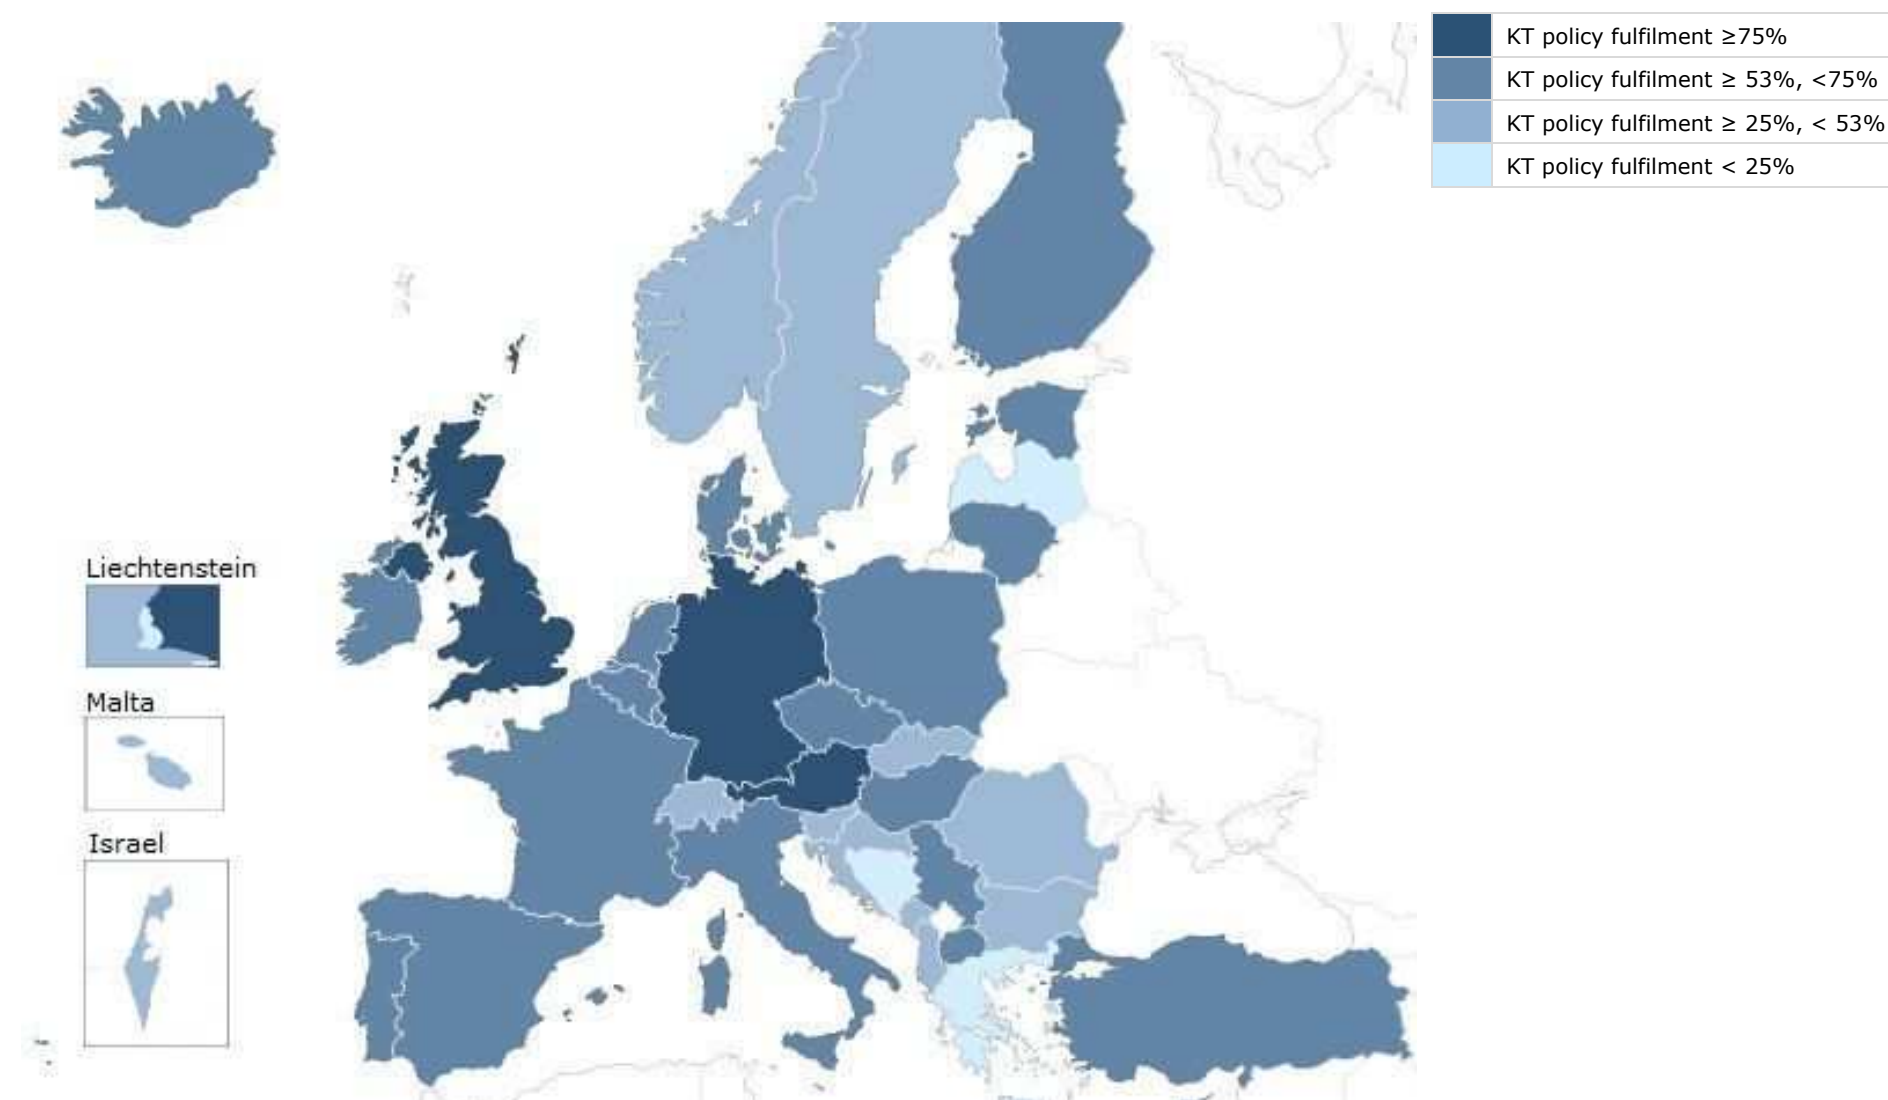 KT policy fulfilment ≥75%
KT policy fulfilment ≥ 53%, <75%
KT policy fulfilment ≥ 25%, < 53%
KT policy fulfilment < 25%
Liechtenstein
Malta
Israel